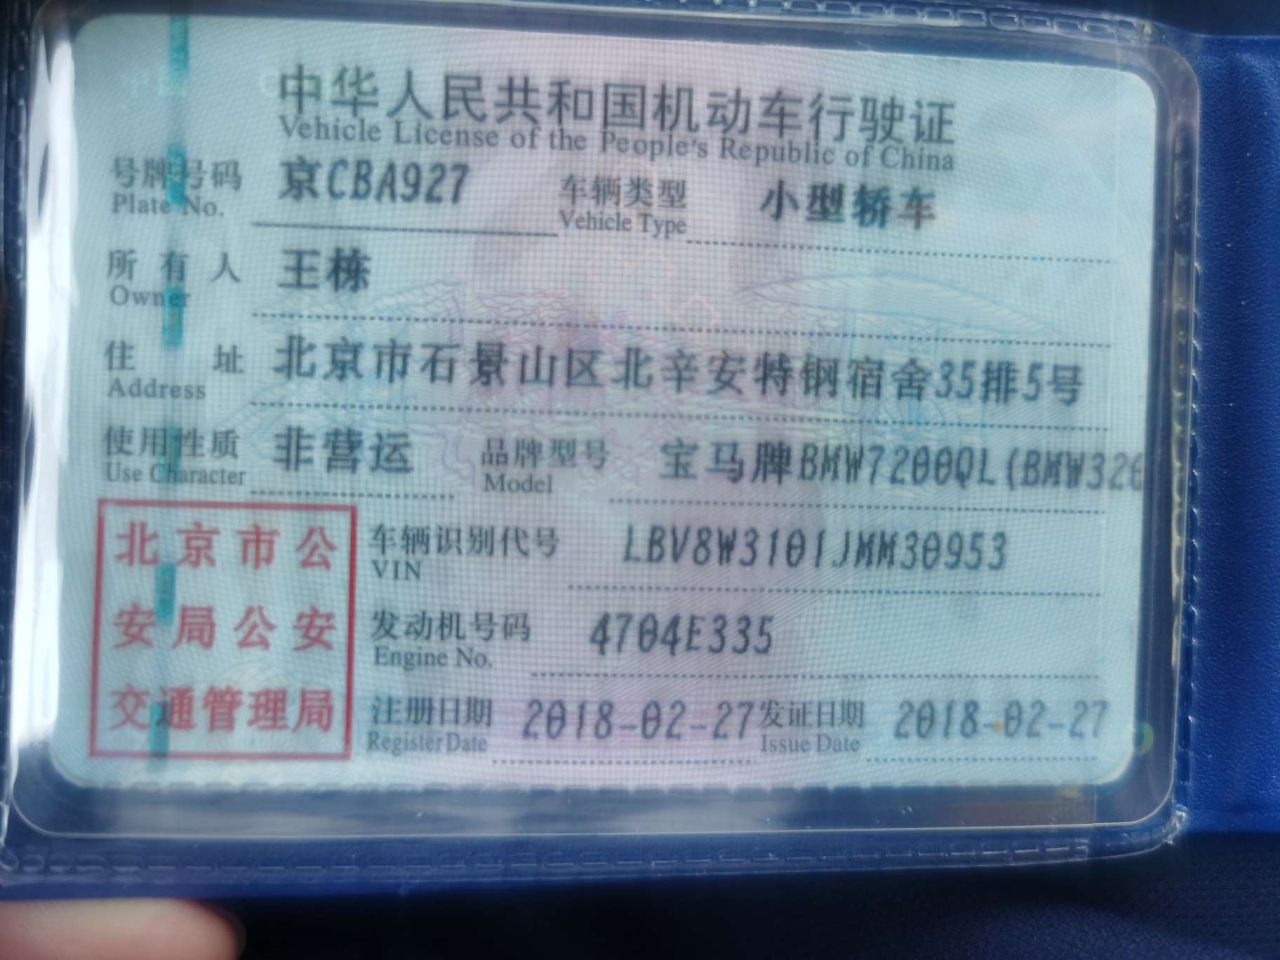 中华人民共和国机动车行驶证
Vehicle License of the People's Republic of China
号牌号码 京CBA927 车辆类型 小型轿车
Plate No. Vehicle Type
所有人 王栋
Owner
住址 北京市石景山区北辛安特钢宿舍35排5号
Address
使用性质 非营运 品牌型号 宝马牌BMW7200QL(BMW320
Use Character Model
北京市公
安局公安
交通管理局
车辆识别代号 LBV8W3101JMM30953
VIN
发动机号码 4704E335
Engine No.
注册日期 2018-02-27 发证日期 2018-02-27
Register Date Issue Date